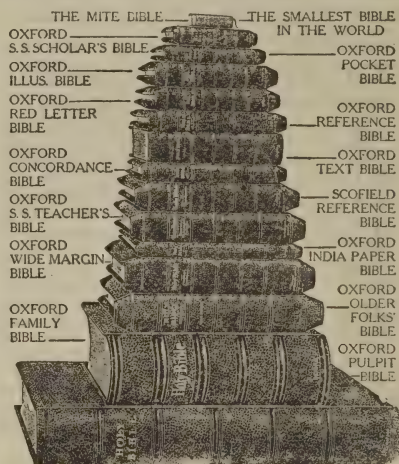 THE MITE BIBLE
THE SMALLEST BIBLE
IN THE WORLD
OXFORD
S. S. SCHOLAR'S BIBLE
OXFORD
POCKET
BIBLE
OXFORD
ILLUS. BIBLE
OXFORD
RED LETTER
BIBLE
OXFORD
REFERENCE
BIBLE
OXFORD
TEXT BIBLE
OXFORD
CONCORDANCE
BIBLE
SCOFIELD
REFERENCE
BIBLE
OXFORD
S. S. TEACHER'S
BIBLE
OXFORD
INDIA PAPER
BIBLE
OXFORD
WIDE MARGIN
BIBLE
OXFORD
OLDER
FOLKS'
BIBLE
OXFORD
FAMILY
BIBLE
OXFORD
PULPIT
BIBLE
Holy Bible
HOLY
BIBLE